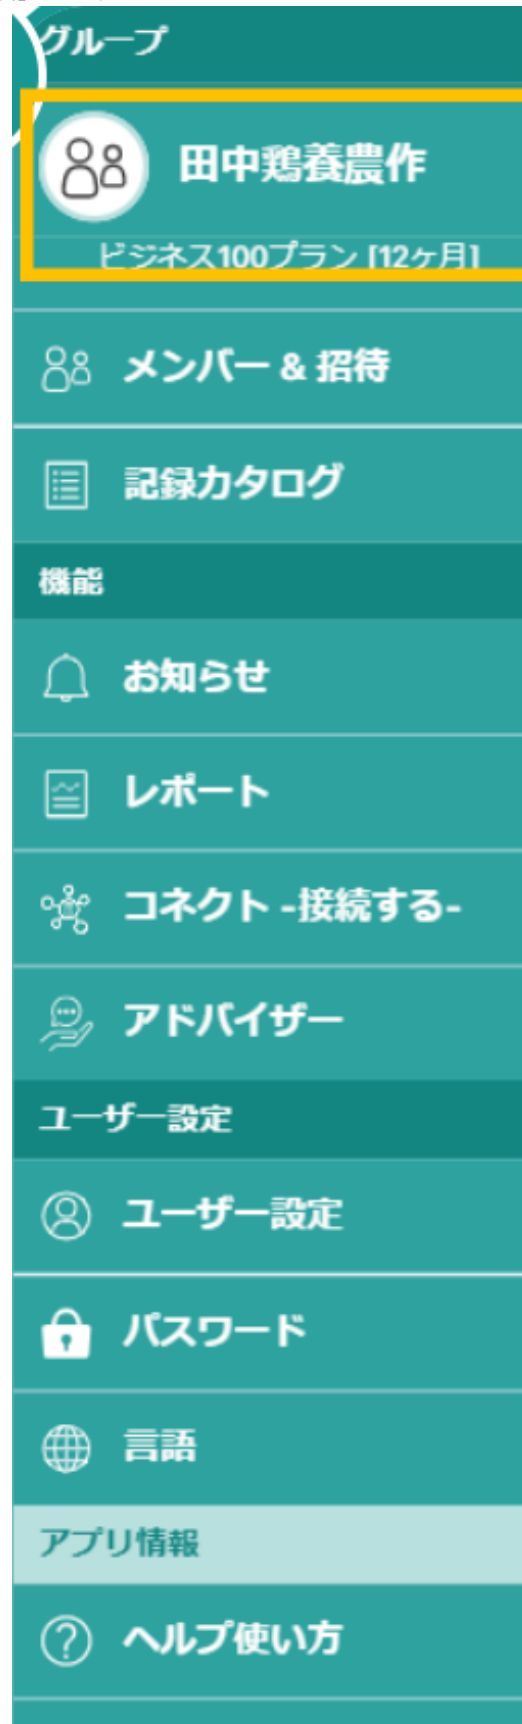 グループ
田中鶏養農作
ビジネス100プラン [12ヶ月]
メンバー & 招待
記録カタログ
機能
お知らせ
レポート
コネクト -接続する-
アドバイザー
ユーザー設定
ユーザー設定
パスワード
言語
アプリ情報
ヘルプ使い方